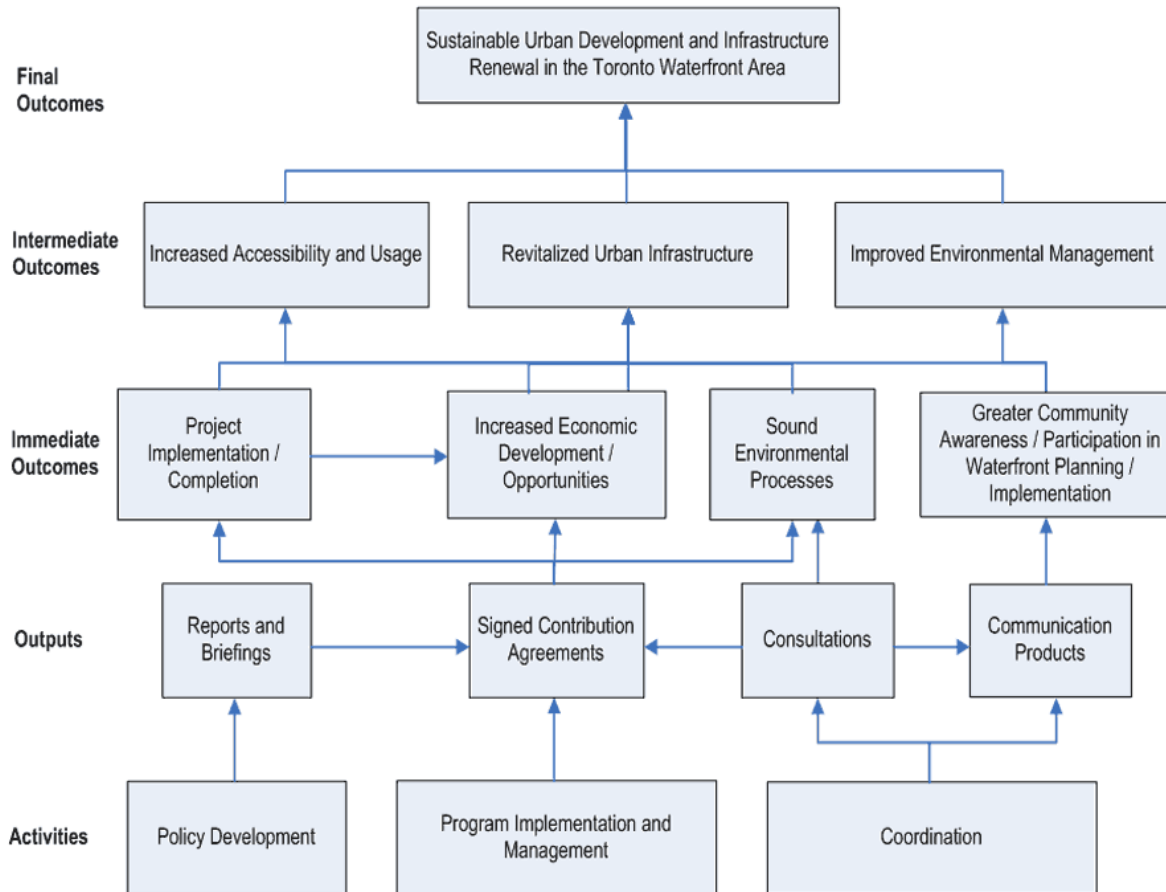 Final
Outcomes
Sustainable Urban Development and Infrastructure
Renewal in the Toronto Waterfront Area
Intermediate
Outcomes
Increased Accessibility and Usage
Revitalized Urban Infrastructure
Improved Environmental Management
Immediate
Outcomes
Project
Implementation /
Completion
Increased Economic
Development /
Opportunities
Sound
Environmental
Processes
Greater Community
Awareness / Participation in
Waterfront Planning /
Implementation
Outputs
Reports and
Briefings
Signed Contribution
Agreements
Consultations
Communication
Products
Activities
Policy Development
Program Implementation and
Management
Coordination